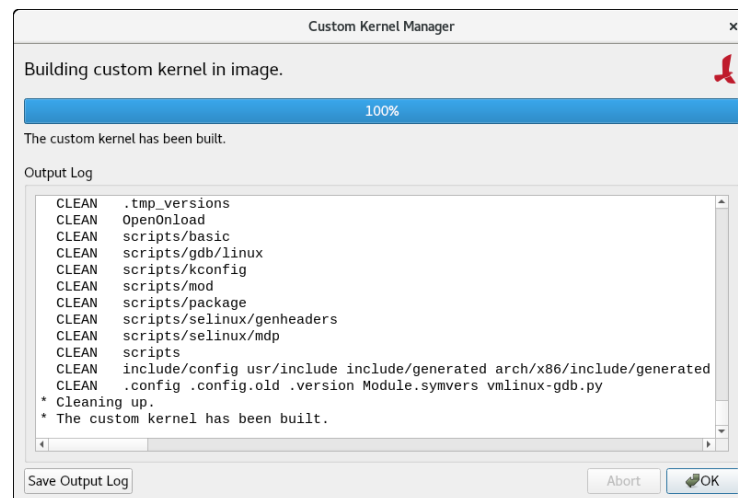 Custom Kernel Manager ×
Building custom kernel in image.
100%
The custom kernel has been built.
Output Log
CLEAN .tmp_versions
CLEAN OpenOnload
CLEAN scripts/basic
CLEAN scripts/gdb/linux
CLEAN scripts/kconfig
CLEAN scripts/mod
CLEAN scripts/package
CLEAN scripts/selinux/genheaders
CLEAN scripts/selinux/mdp
CLEAN scripts
CLEAN include/config usr/include include/generated arch/x86/include/generated
CLEAN .config .config.old .version Module.symvers vmlinux-gdb.py
* Cleaning up.
* The custom kernel has been built.
Save Output Log Abort OK